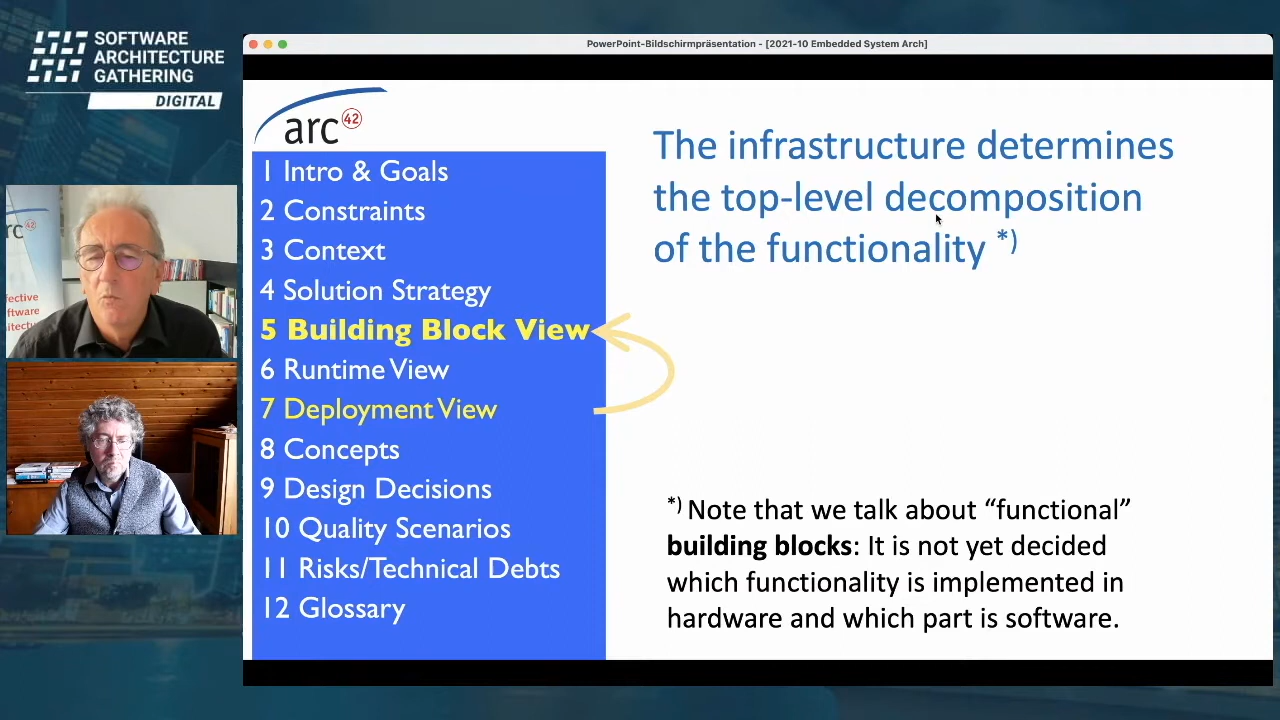 SOFTWARE
ARCHITECTURE
GATHERING
DIGITAL
PowerPoint-Bildschirmpräsentation - [2021-10 Embedded System Arch]
arc 42
1 Intro & Goals
2 Constraints
3 Context
4 Solution Strategy
5 Building Block View
6 Runtime View
7 Deployment View
8 Concepts
9 Design Decisions
10 Quality Scenarios
11 Risks/Technical Debts
12 Glossary
The infrastructure determines
the top-level decomposition
of the functionality *)
*) Note that we talk about “functional”
building blocks: It is not yet decided
which functionality is implemented in
hardware and which part is software.